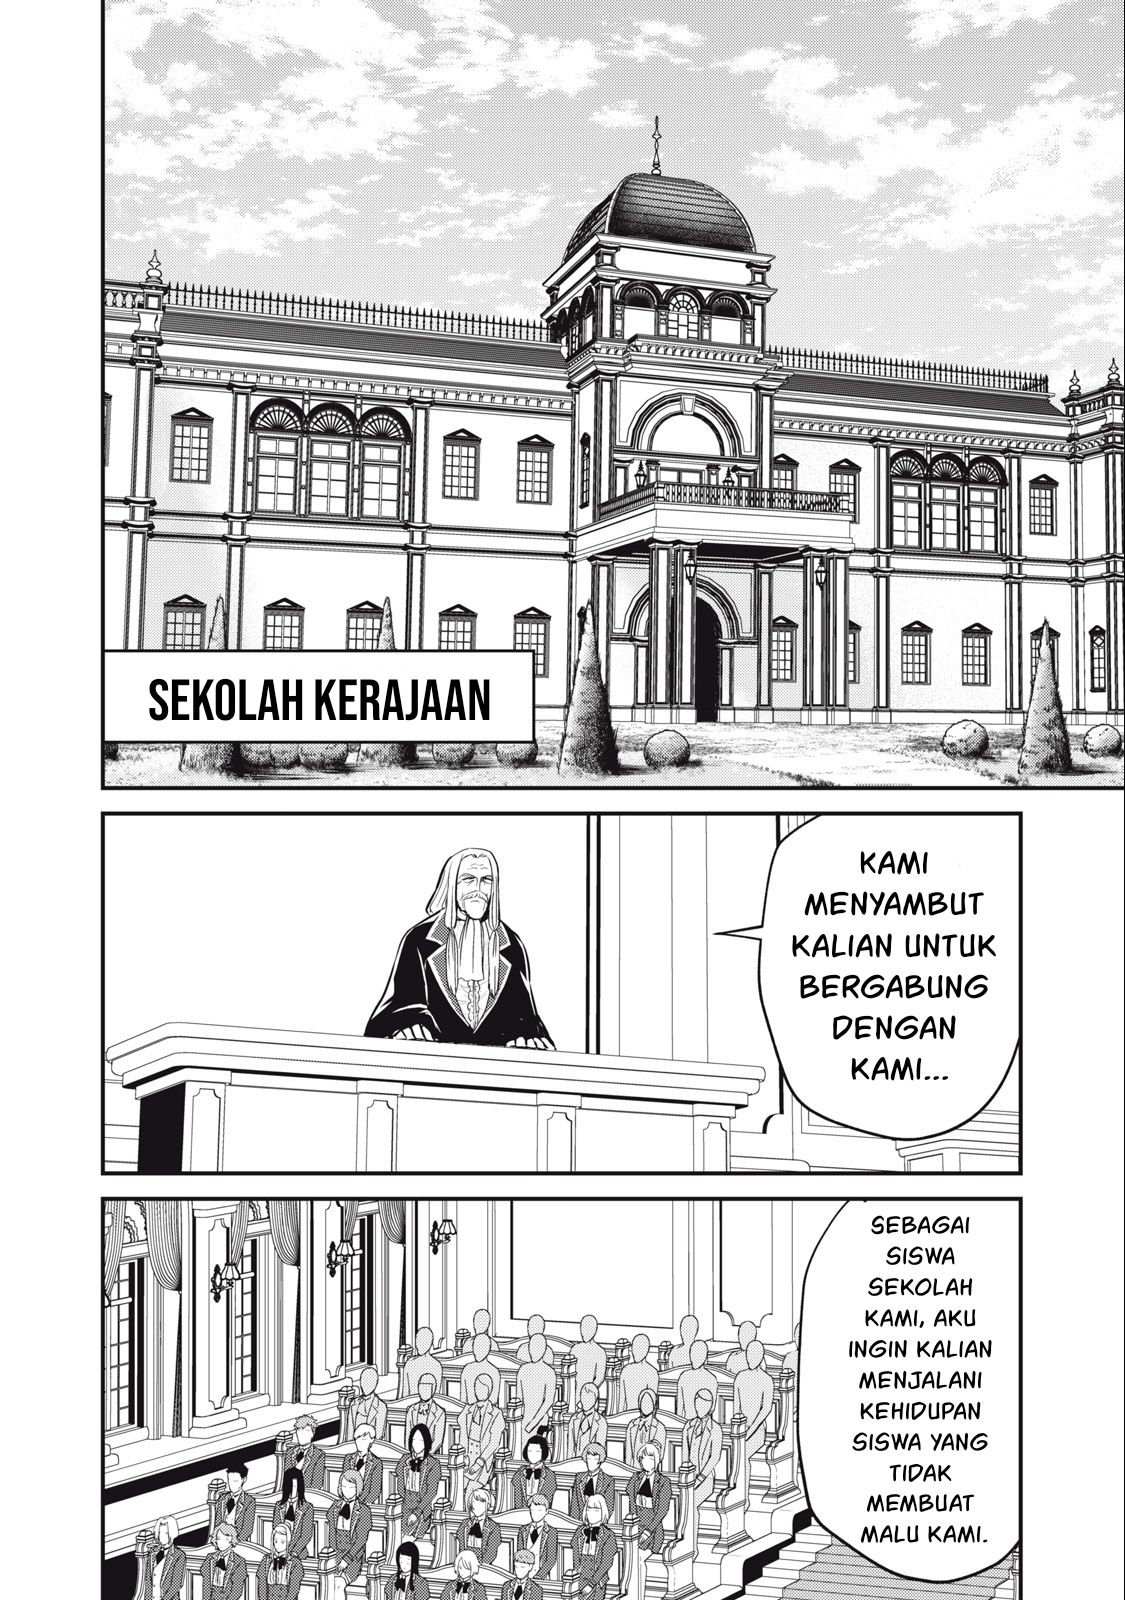 SEKOLAH KERAJAAN
KAMI
MENYAMBUT
KALIAN UNTUK
BERGABUNG
DENGAN
KAMI...
SEBAGAI
SISWA
SEKOLAH
KAMI, AKU
INGIN KALIAN
MENJALANI
KEHIDUPAN
SISWA YANG
TIDAK
MEMBUAT
MALU KAMI.